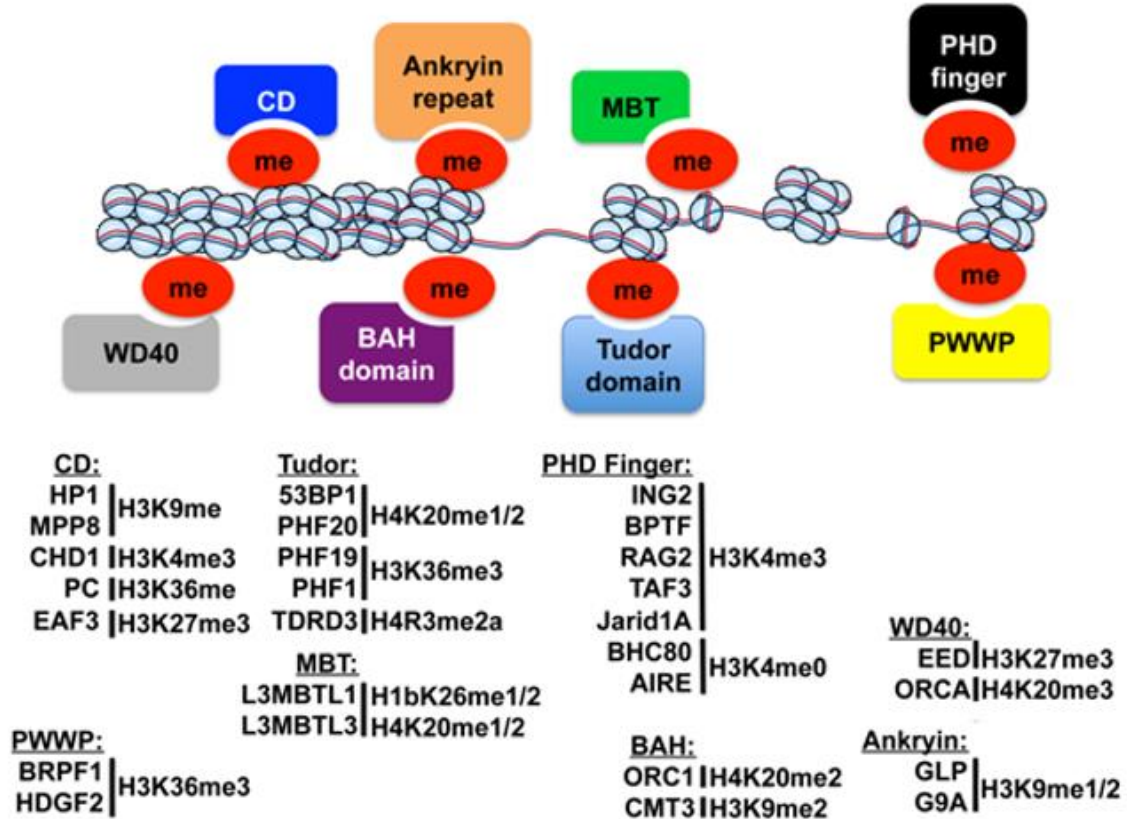 CD
Ankryin
repeat
MBT
PHD
finger
me
me
me
me
me
me
me
me
WD40
BAH
domain
Tudor
domain
PWWP
CD:
HP1
MPP8
H3K9me
CHD1 H3K4me3
PC H3K36me
EAF3 H3K27me3
Tudor:
53BP1
PHF20
H4K20me1/2
PHF19
PHF1
H3K36me3
TDRD3 H4R3me2a
MBT:
L3MBTL1 H1bK26me1/2
L3MBTL3 H4K20me1/2
PHD Finger:
ING2
BPTF
RAG2
TAF3
Jarid1A
H3K4me3
BHC80
AIRE
H3K4me0
WD40:
EED H3K27me3
ORCA H4K20me3
PWWP:
BRPF1
HDGF2
H3K36me3
BAH:
ORC1 H4K20me2
CMT3 H3K9me2
Ankryin:
GLP
G9A
H3K9me1/2